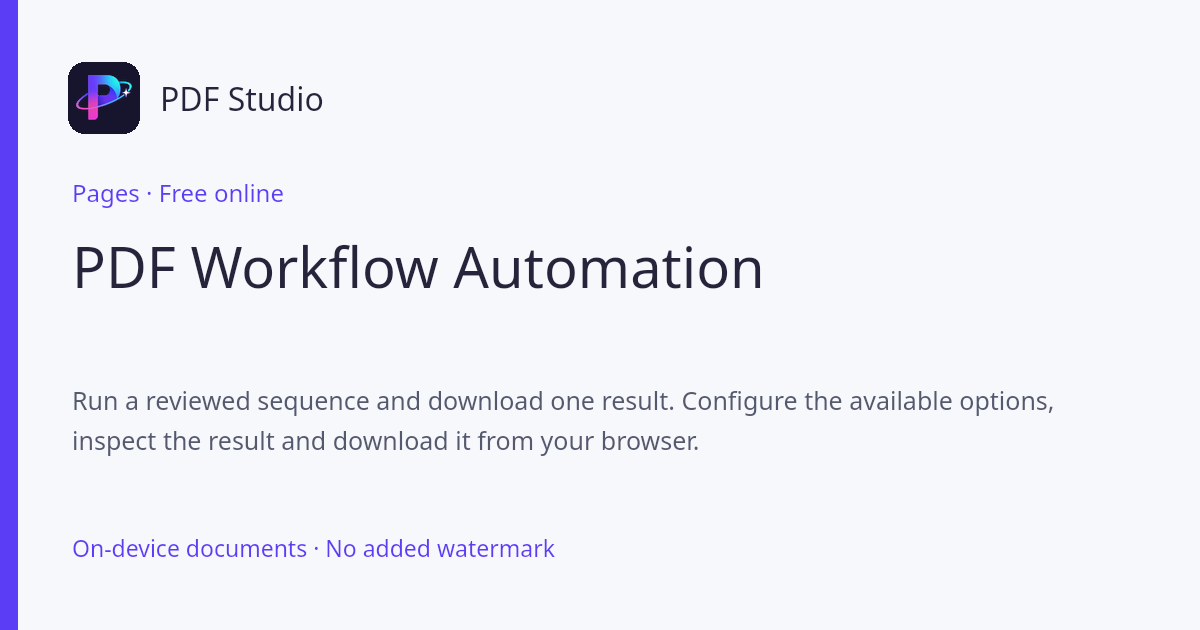 PDF Studio
Pages · Free online
PDF Workflow Automation
Run a reviewed sequence and download one result. Configure the available options,
inspect the result and download it from your browser.
On-device documents · No added watermark